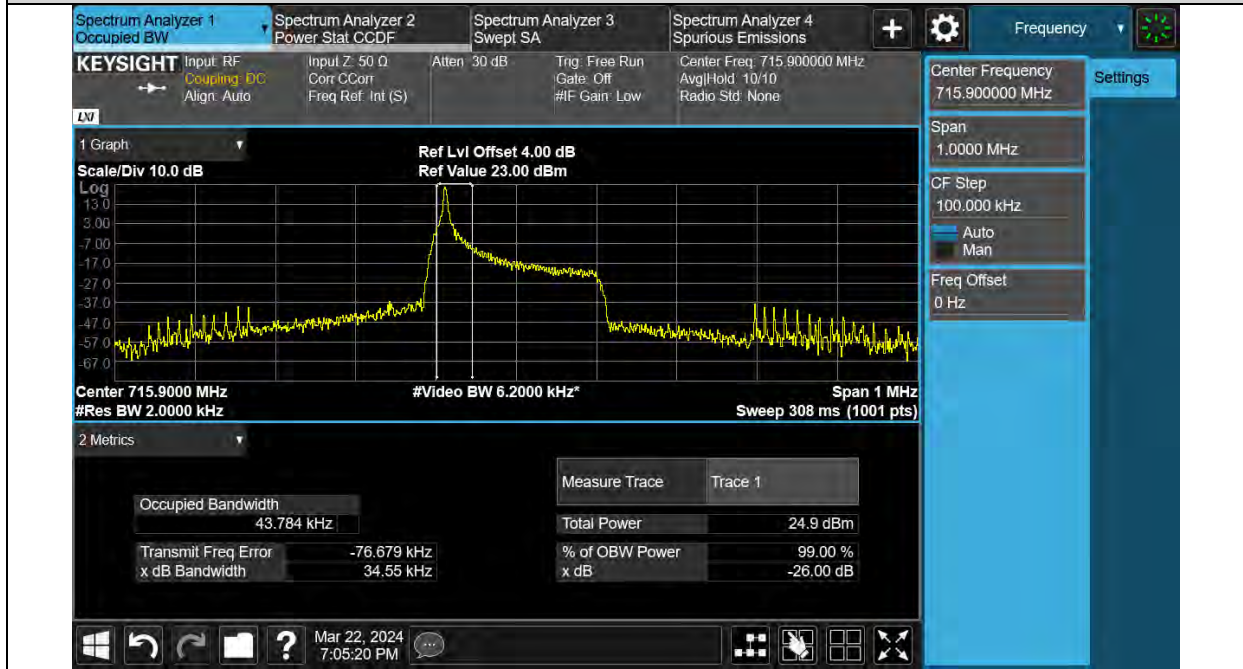 Spectrum Analyzer 1
Occupied BW
Spectrum Analyzer 2
Power Stat CCDF
Spectrum Analyzer 3
Swept SA
Spectrum Analyzer 4
Spurious Emissions
+
Frequency
KEYSIGHT
Input: RF
Coupling: DC
Align: Auto
Input Z: 50 Ω
Corr CCorr
Freq Ref: Int (S)
Atten: 30 dB
Trig: Free Run
Gate: Off
#IF Gain: Low
Center Freq: 715.900000 MHz
Avg|Hold: 10/10
Radio Std: None
LXI
Center Frequency
715.900000 MHz
Settings
Span
1.0000 MHz
CF Step
100.000 kHz
Auto
Man
Freq Offset
0 Hz
1 Graph
Scale/Div 10.0 dB
Ref Lvl Offset 4.00 dB
Ref Value 23.00 dBm
Log
13.0
3.00
-7.00
-17.0
-27.0
-37.0
-47.0
-57.0
-67.0
Center 715.9000 MHz
#Video BW 6.2000 kHz*
Span 1 MHz
#Res BW 2.0000 kHz
Sweep 308 ms (1001 pts)
2 Metrics
Measure Trace
Trace 1
Occupied Bandwidth
43.784 kHz
Total Power
24.9 dBm
Transmit Freq Error
-76.679 kHz
% of OBW Power
99.00 %
x dB Bandwidth
34.55 kHz
x dB
-26.00 dB
?
Mar 22, 2024
7:05:20 PM